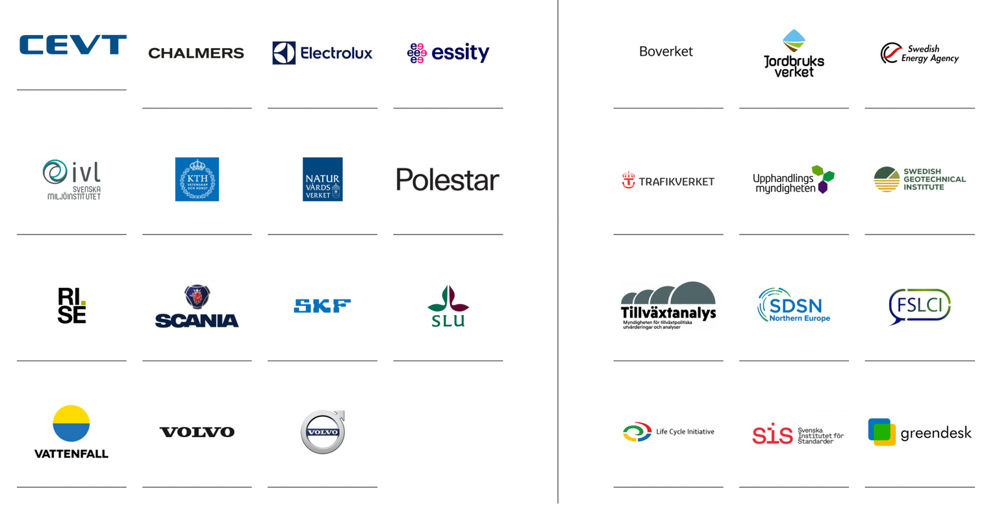 CEVT
CHALMERS
Electrolux
essity
ivl
SVENSKA
MILJÖINSTITUTET
KTH
VETENSKAP
OCH KONST
NATUR
VÅRDS
VERKET
Polestar
RI.
SE
SCANIA
SKF
SLU
VATTENFALL
VOLVO
VOLVO
Boverket
Jordbruks
verket
Swedish
Energy Agency
TRAFIKVERKET
Upphandlings
myndigheten
SWEDISH
GEOTECHNICAL
INSTITUTE
Tillväxtanalys
Myndigheten för tillväxtpolitiska
utvärderingar och analyser
SDSN
Northern Europe
FSLCI
Life Cycle Initiative
sis
Svenska
Institutet för
Standarder
greendesk